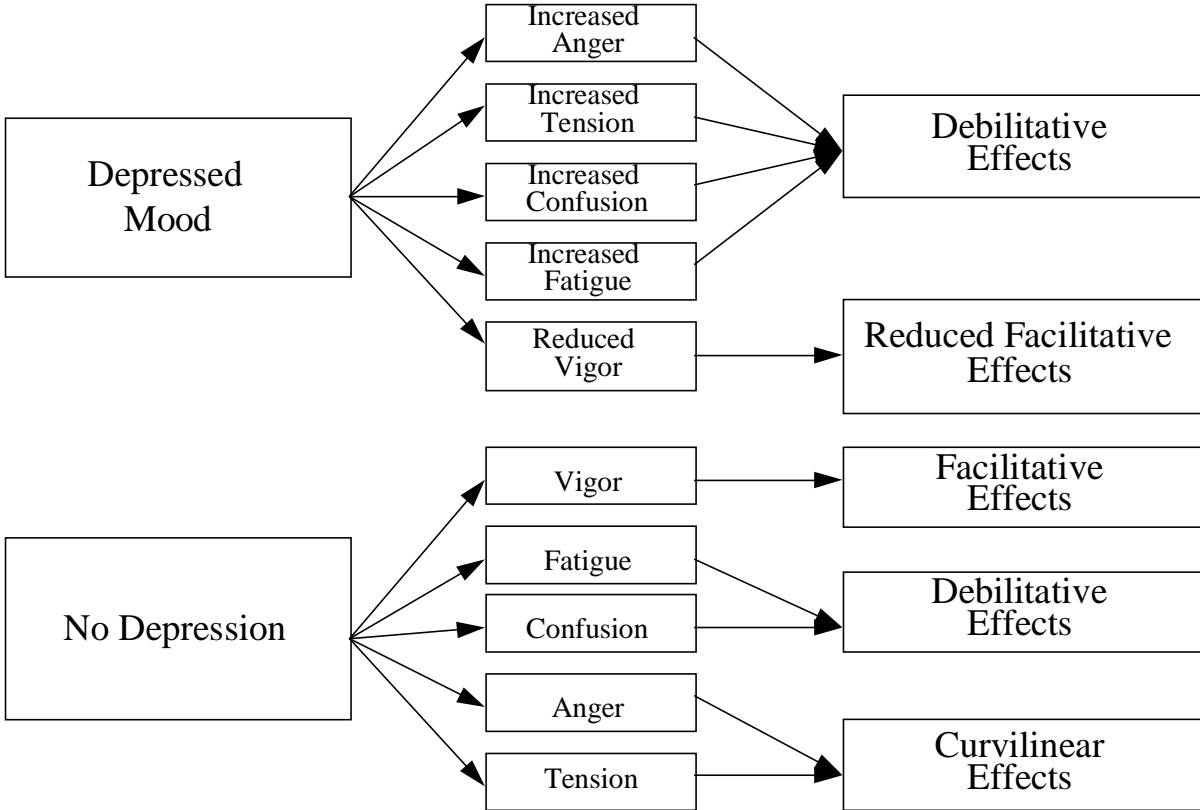 Increased
Anger
Increased
Tension
Debilitative
Effects
Depressed
Mood
Increased
Confusion
Increased
Fatigue
Reduced
Vigor
Reduced Facilitative
Effects
Vigor
Facilitative
Effects
Fatigue
No Depression
Confusion
Debilitative
Effects
Anger
Tension
Curvilinear
Effects